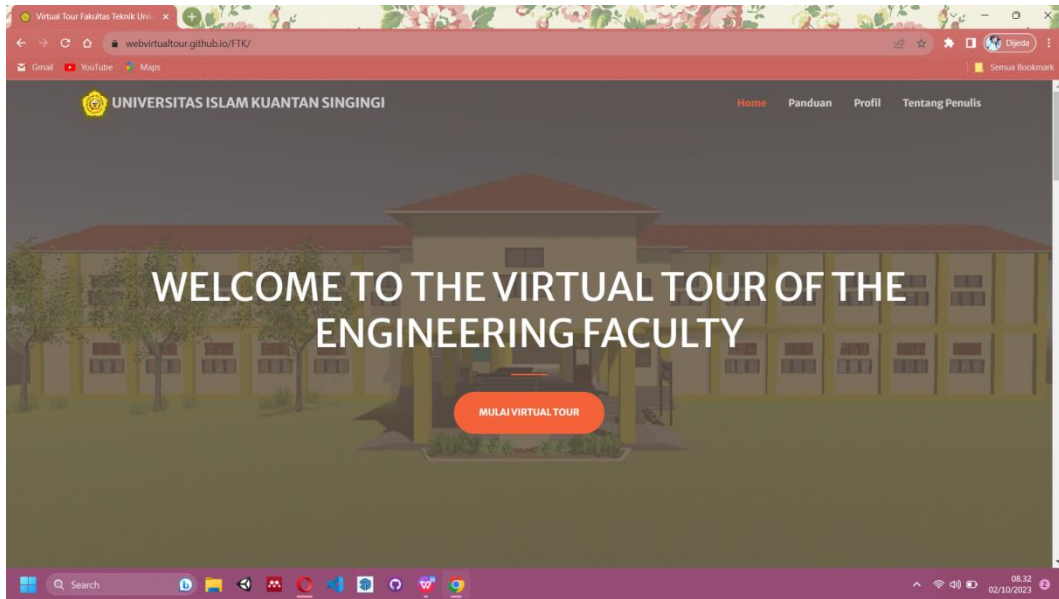 Virtual Tour Fakultas Teknik Univ
webvirtualtour.github.io/FTK/
Dijeda
Gmail
YouTube
Maps
Semua Bookmark
UNIVERSITAS ISLAM KUANTAN SINGINGI
Home
Panduan
Profil
Tentang Penulis
WELCOME TO THE VIRTUAL TOUR OF THE
ENGINEERING FACULTY
MULAI VIRTUAL TOUR
Search
08.32
02/10/2023
2